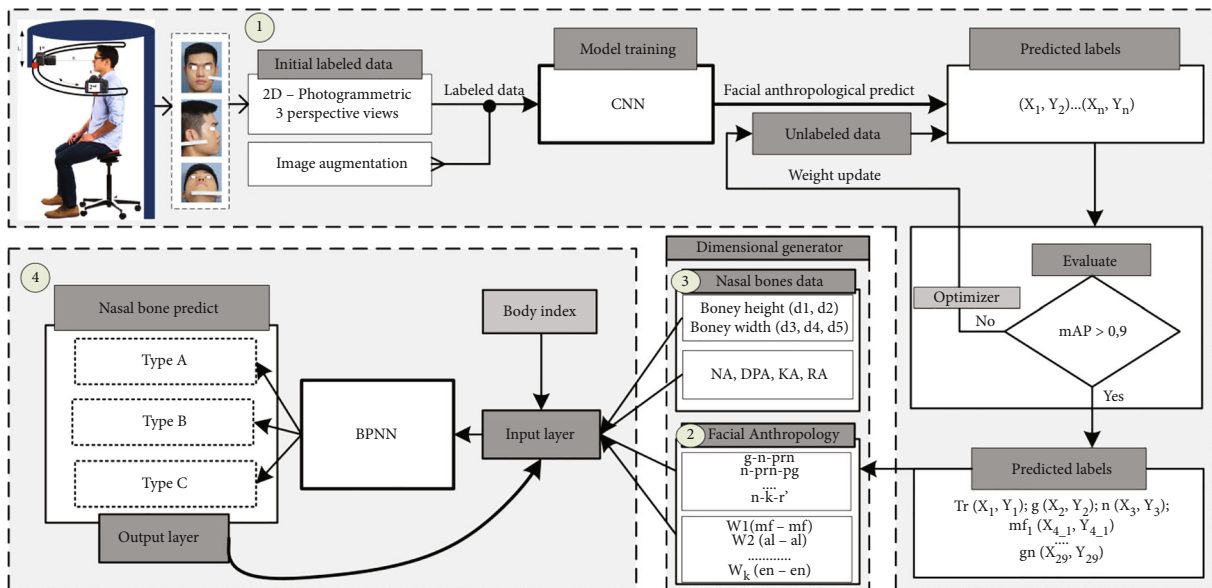 1
Initial labeled data
2D – Photogrammetric
3 perspective views
Image augmentation
Labeled data
Model training
CNN
Facial anthropological predict
Unlabeled data
Weight update
Predicted labels
(X1, Y2)...(Xn, Yn)
Evaluate
Optimizer
No
mAP > 0,9
Yes
Predicted labels
Tr (X1, Y1); g (X2, Y2); n (X3, Y3);
mf1 (X4_1, Y4_1)
....
gn (X29, Y29)
Dimensional generator
3
Nasal bones data
Boney height (d1, d2)
Boney width (d3, d4, d5)
NA, DPA, KA, RA
2
Facial Anthropology
g-n-prn
n-prn-pg
....
n-k-r'
W1(mf – mf)
W2 (al – al)
............
Wk (en – en)
4
Nasal bone predict
Type A
Type B
Type C
Output layer
BPNN
Body index
Input layer